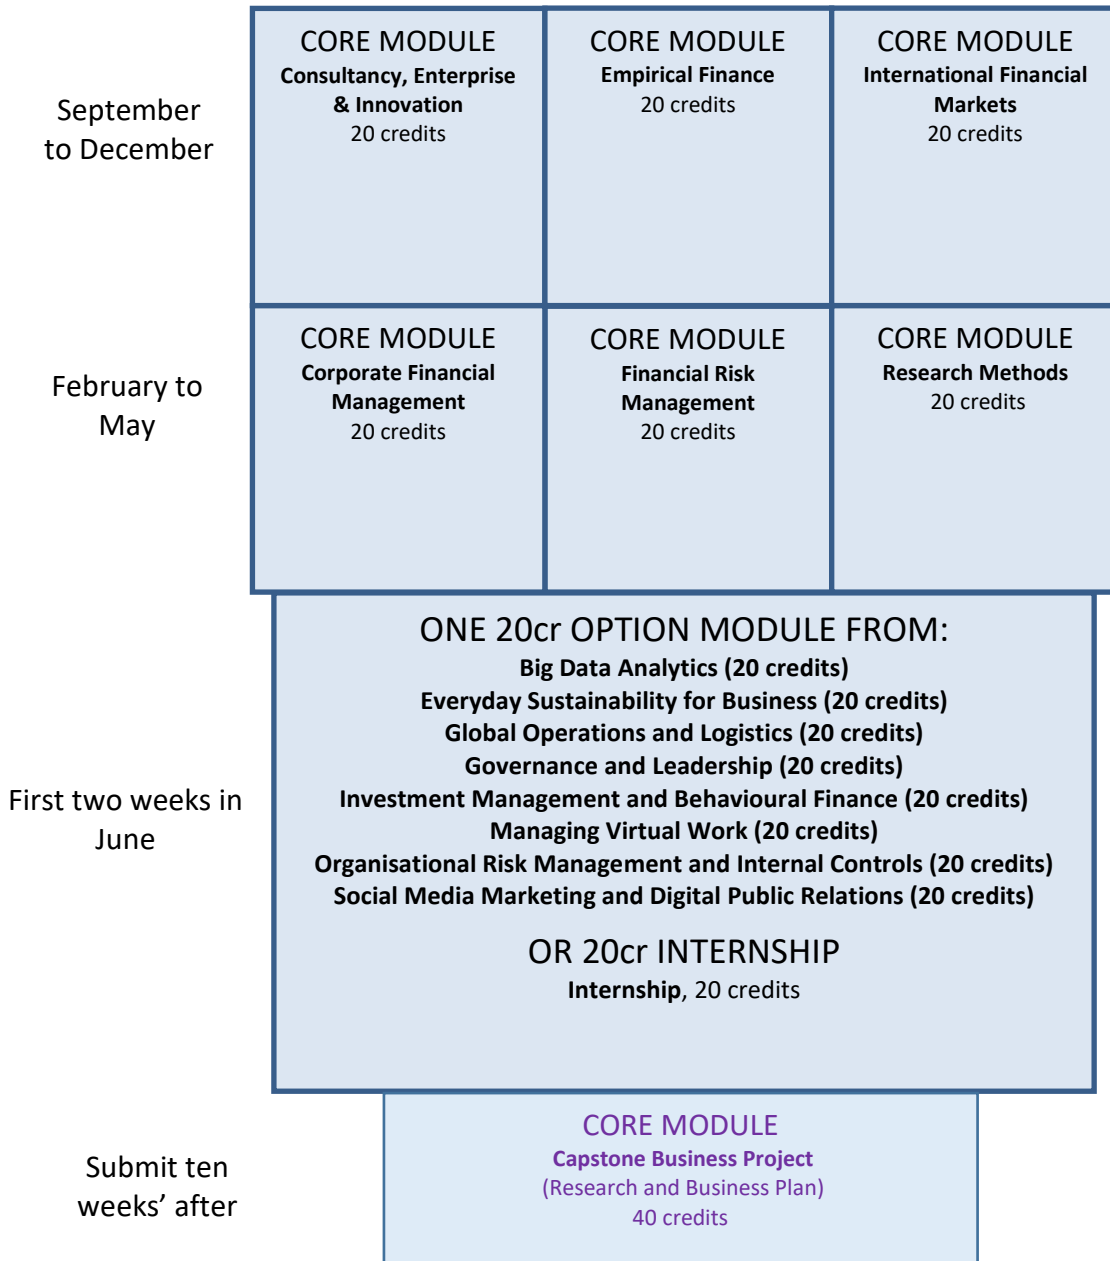 September
to December
CORE MODULE
Consultancy, Enterprise
& Innovation
20 credits
CORE MODULE
Empirical Finance
20 credits
CORE MODULE
International Financial
Markets
20 credits
February to
May
CORE MODULE
Corporate Financial
Management
20 credits
CORE MODULE
Financial Risk
Management
20 credits
CORE MODULE
Research Methods
20 credits
First two weeks in
June
ONE 20cr OPTION MODULE FROM:
Big Data Analytics (20 credits)
Everyday Sustainability for Business (20 credits)
Global Operations and Logistics (20 credits)
Governance and Leadership (20 credits)
Investment Management and Behavioural Finance (20 credits)
Managing Virtual Work (20 credits)
Organisational Risk Management and Internal Controls (20 credits)
Social Media Marketing and Digital Public Relations (20 credits)
OR 20cr INTERNSHIP
Internship, 20 credits
Submit ten
weeks’ after
CORE MODULE
Capstone Business Project
(Research and Business Plan)
40 credits